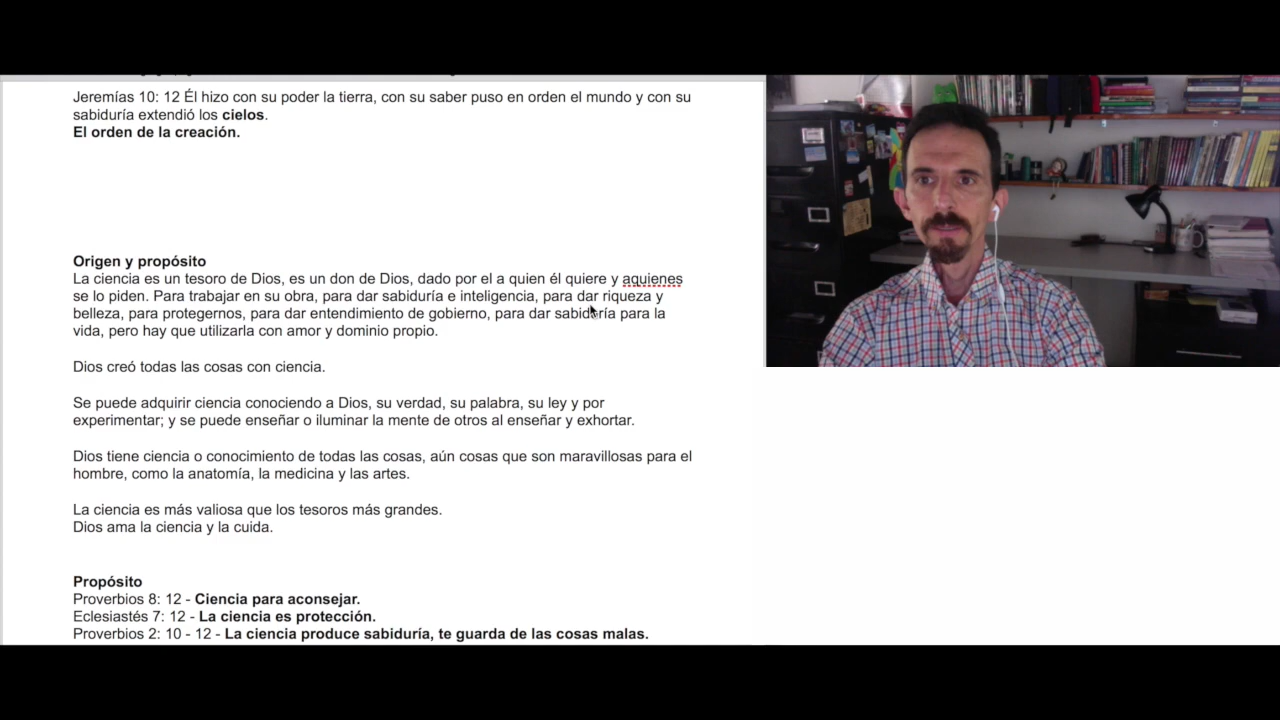 Jeremías 10: 12 Él hizo con su poder la tierra, con su saber puso en orden el mundo y con su
sabiduría extendió los cielos.
El orden de la creación.
Origen y propósito
La ciencia es un tesoro de Dios, es un don de Dios, dado por el a quien él quiere y aquienes
se lo piden. Para trabajar en su obra, para dar sabiduría e inteligencia, para dar riqueza y
belleza, para protegernos, para dar entendimiento de gobierno, para dar sabiduría para la
vida, pero hay que utilizarla con amor y dominio propio.
Dios creó todas las cosas con ciencia.
Se puede adquirir ciencia conociendo a Dios, su verdad, su palabra, su ley y por
experimentar; y se puede enseñar o iluminar la mente de otros al enseñar y exhortar.
Dios tiene ciencia o conocimiento de todas las cosas, aún cosas que son maravillosas para el
hombre, como la anatomía, la medicina y las artes.
La ciencia es más valiosa que los tesoros más grandes.
Dios ama la ciencia y la cuida.
Propósito
Proverbios 8: 12 - Ciencia para aconsejar.
Eclesiastés 7: 12 - La ciencia es protección.
Proverbios 2: 10 - 12 - La ciencia produce sabiduría, te guarda de las cosas malas.